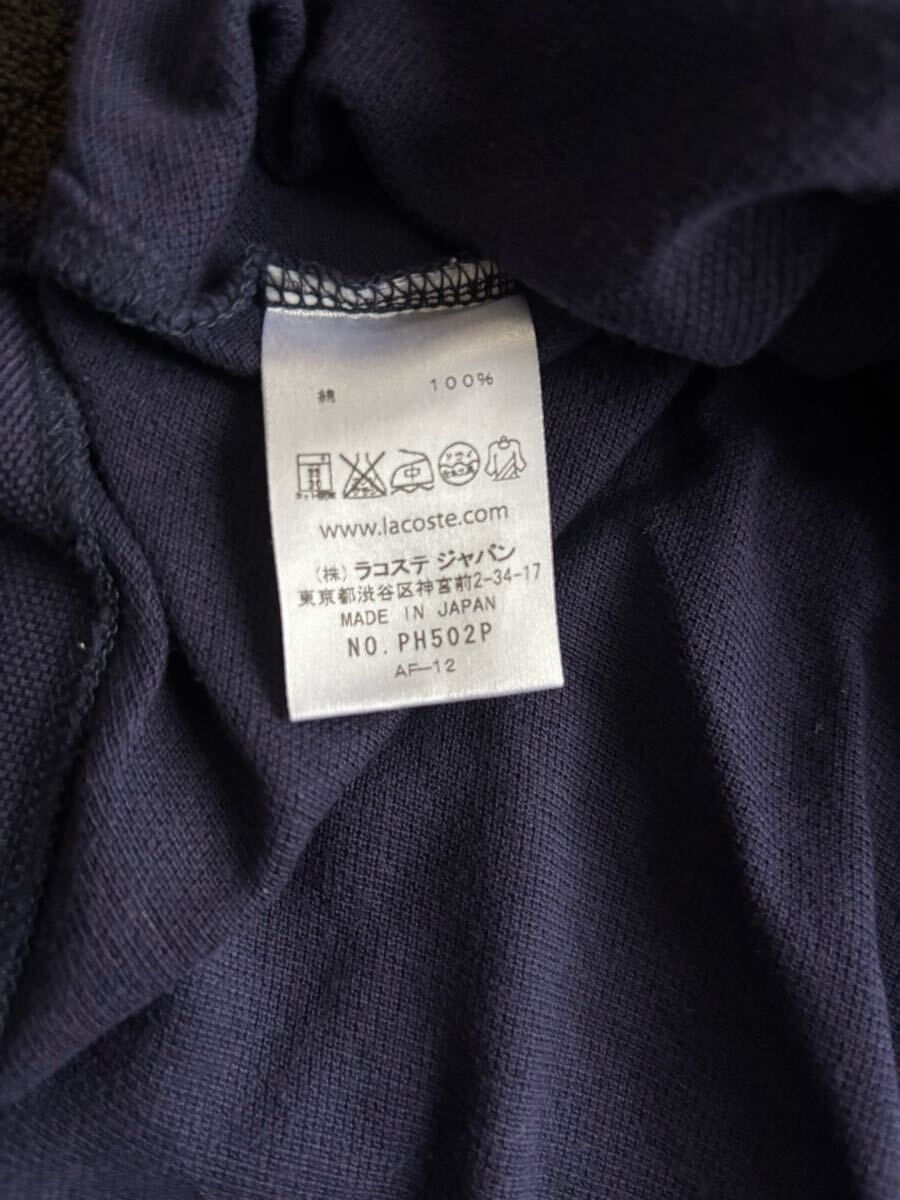 綿 100%
中
www.lacoste.com
(株) ラコステ ジャパン
東京都渋谷区神宮前2-34-17
MADE IN JAPAN
NO. PH502P
AF-12